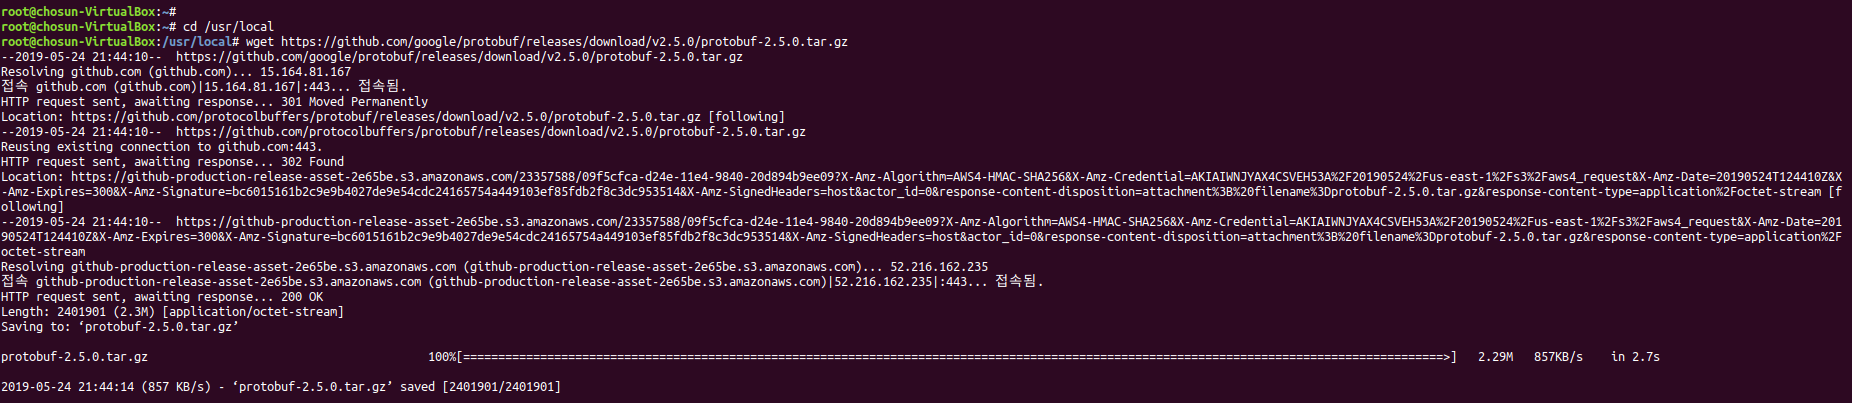 root@chosun-VirtualBox:~#
root@chosun-VirtualBox:~# cd /usr/local
root@chosun-VirtualBox:/usr/local# wget https://github.com/google/protobuf/releases/download/v2.5.0/protobuf-2.5.0.tar.gz
--2019-05-24 21:44:10--  https://github.com/google/protobuf/releases/download/v2.5.0/protobuf-2.5.0.tar.gz
Resolving github.com (github.com)... 15.164.81.167
접속 github.com (github.com)|15.164.81.167|:443... 접속됨.
HTTP request sent, awaiting response... 301 Moved Permanently
Location: https://github.com/protocolbuffers/protobuf/releases/download/v2.5.0/protobuf-2.5.0.tar.gz [following]
--2019-05-24 21:44:10--  https://github.com/protocolbuffers/protobuf/releases/download/v2.5.0/protobuf-2.5.0.tar.gz
Reusing existing connection to github.com:443.
HTTP request sent, awaiting response... 302 Found
Location: https://github-production-release-asset-2e65be.s3.amazonaws.com/23357588/09f5cfca-d24e-11e4-9840-20d894b9ee09?X-Amz-Algorithm=AWS4-HMAC-SHA256&X-Amz-Credential=AKIAIWNJYAX4CSVEH53A%2F20190524%2Fus-east-1%2Fs3%2Faws4_request&X-Amz-Date=20190524T124410Z&X
-Amz-Expires=300&X-Amz-Signature=bc6015161b2c9e9b4027de9e54cdc24165754a449103ef85fdb2f8c3dc953514&X-Amz-SignedHeaders=host&actor_id=0&response-content-disposition=attachment%3B%20filename%3Dprotobuf-2.5.0.tar.gz&response-content-type=application%2Foctet-stream [f
ollowing]
--2019-05-24 21:44:10--  https://github-production-release-asset-2e65be.s3.amazonaws.com/23357588/09f5cfca-d24e-11e4-9840-20d894b9ee09?X-Amz-Algorithm=AWS4-HMAC-SHA256&X-Amz-Credential=AKIAIWNJYAX4CSVEH53A%2F20190524%2Fus-east-1%2Fs3%2Faws4_request&X-Amz-Date=201
90524T124410Z&X-Amz-Expires=300&X-Amz-Signature=bc6015161b2c9e9b4027de9e54cdc24165754a449103ef85fdb2f8c3dc953514&X-Amz-SignedHeaders=host&actor_id=0&response-content-disposition=attachment%3B%20filename%3Dprotobuf-2.5.0.tar.gz&response-content-type=application%2F
octet-stream
Resolving github-production-release-asset-2e65be.s3.amazonaws.com (github-production-release-asset-2e65be.s3.amazonaws.com)... 52.216.162.235
접속 github-production-release-asset-2e65be.s3.amazonaws.com (github-production-release-asset-2e65be.s3.amazonaws.com)|52.216.162.235|:443... 접속됨.
HTTP request sent, awaiting response... 200 OK
Length: 2401901 (2.3M) [application/octet-stream]
Saving to: ‘protobuf-2.5.0.tar.gz’
protobuf-2.5.0.tar.gz 100%[============================================================================================================================================>] 2.29M 857KB/s in 2.7s
2019-05-24 21:44:14 (857 KB/s) - ‘protobuf-2.5.0.tar.gz’ saved [2401901/2401901]